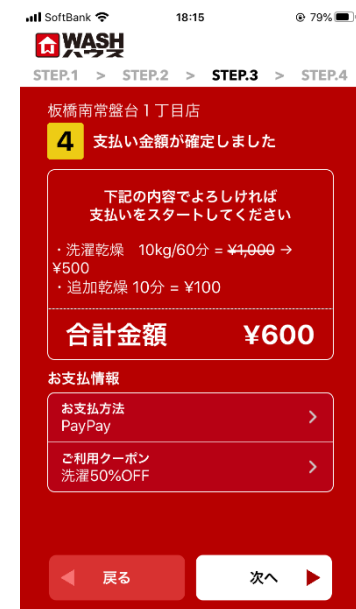 SoftBank 18:15 79%
WASH
ハウス
STEP.1 > STEP.2 > STEP.3 > STEP.4
板橋南常盤台1丁目店
4 支払い金額が確定しました
下記の内容でよろしければ
支払いをスタートしてください
・洗濯乾燥 10kg/60分 = ¥1,000 →
¥500
・追加乾燥 10分 = ¥100
合計金額 ¥600
お支払情報
お支払方法
PayPay
ご利用クーポン
洗濯50%OFF
戻る 次へ